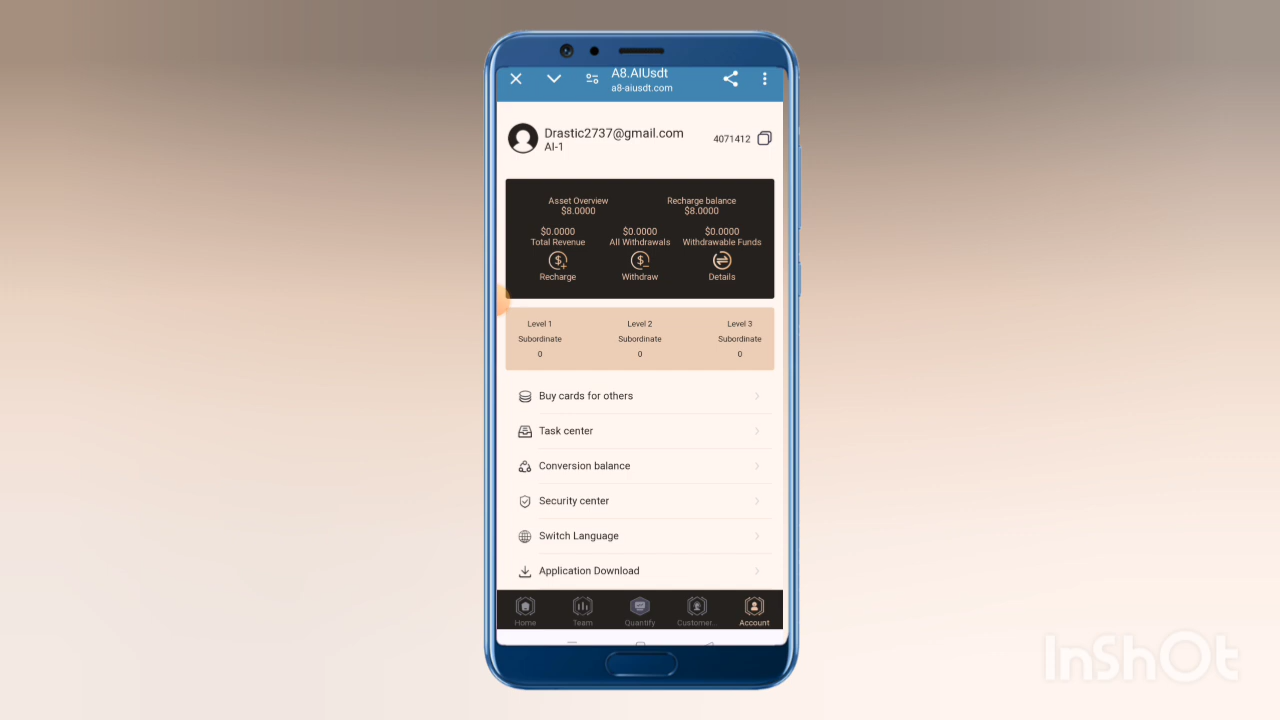 A8.AIUsdt
a8-aiusdt.com
Drastic2737@gmail.com
AI-1
4071412
Asset Overview
$8.0000
Recharge balance
$8.0000
$0.0000
Total Revenue
$0.0000
All Withdrawals
$0.0000
Withdrawable Funds
Recharge
Withdraw
Details
Level 1
Subordinate
0
Level 2
Subordinate
0
Level 3
Subordinate
0
Buy cards for others
Task center
Conversion balance
Security center
Switch Language
Application Download
Home
Team
Quantify
Customer..
Account
InShOt